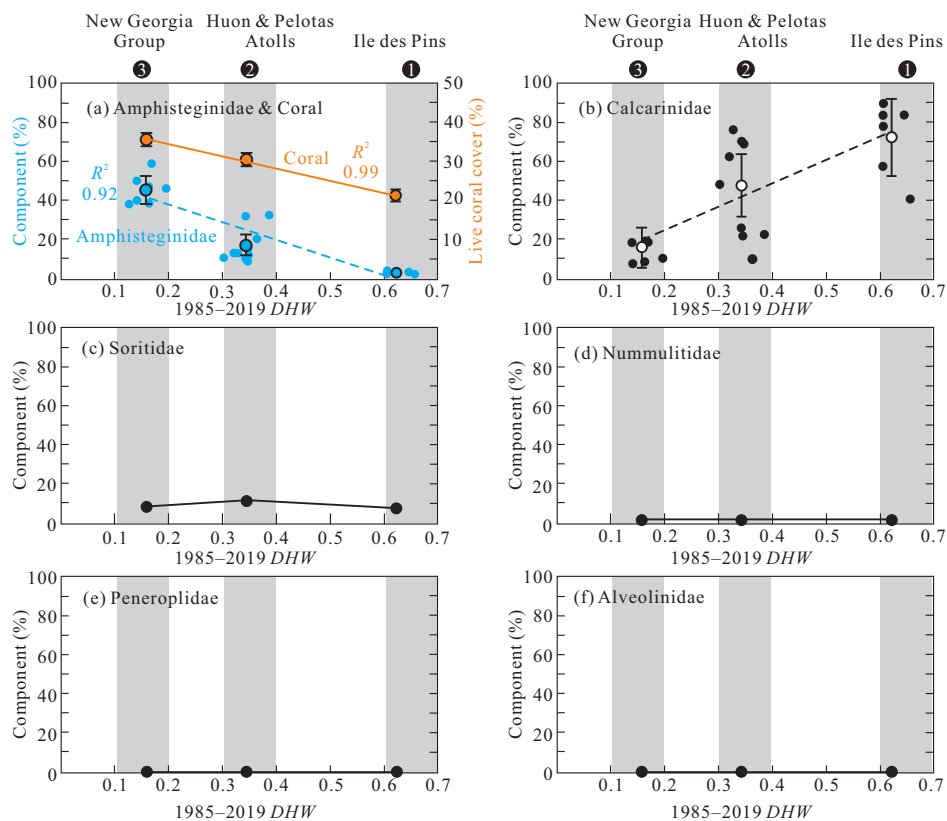 New Georgia Group
Huon & Pelotas Atolls
Ile des Pins
3
2
1
New Georgia Group
Huon & Pelotas Atolls
Ile des Pins
3
2
1
(a) Amphisteginidae & Coral
Component (%)
100
80
60
40
20
0
Live coral cover (%)
50
40
30
20
10
R² 0.92
Coral
R² 0.99
Amphisteginidae
0.1 0.2 0.3 0.4 0.5 0.6 0.7
1985–2019 DHW
(b) Calcarinidae
Component (%)
100
80
60
40
20
0
0.1 0.2 0.3 0.4 0.5 0.6 0.7
1985–2019 DHW
(c) Soritidae
Component (%)
100
80
60
40
20
0
0.1 0.2 0.3 0.4 0.5 0.6 0.7
1985–2019 DHW
(d) Nummulitidae
Component (%)
100
80
60
40
20
0
0.1 0.2 0.3 0.4 0.5 0.6 0.7
1985–2019 DHW
(e) Peneroplidae
Component (%)
100
80
60
40
20
0
0.1 0.2 0.3 0.4 0.5 0.6 0.7
1985–2019 DHW
(f) Alveolinidae
Component (%)
100
80
60
40
20
0
0.1 0.2 0.3 0.4 0.5 0.6 0.7
1985–2019 DHW